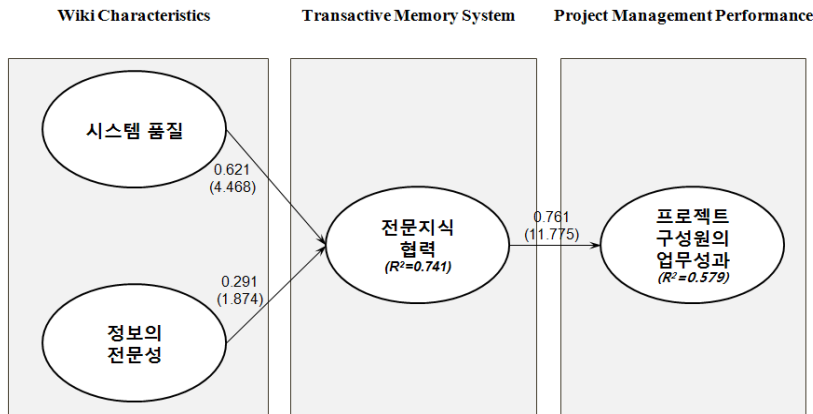 Wiki Characteristics
Transactive Memory System
Project Management Performance
시스템 품질
0.621
(4.468)
전문지식
협력
(R²=0.741)
0.761
(11.775)
프로젝트
구성원의
업무성과
(R²=0.579)
0.291
(1.874)
정보의
전문성